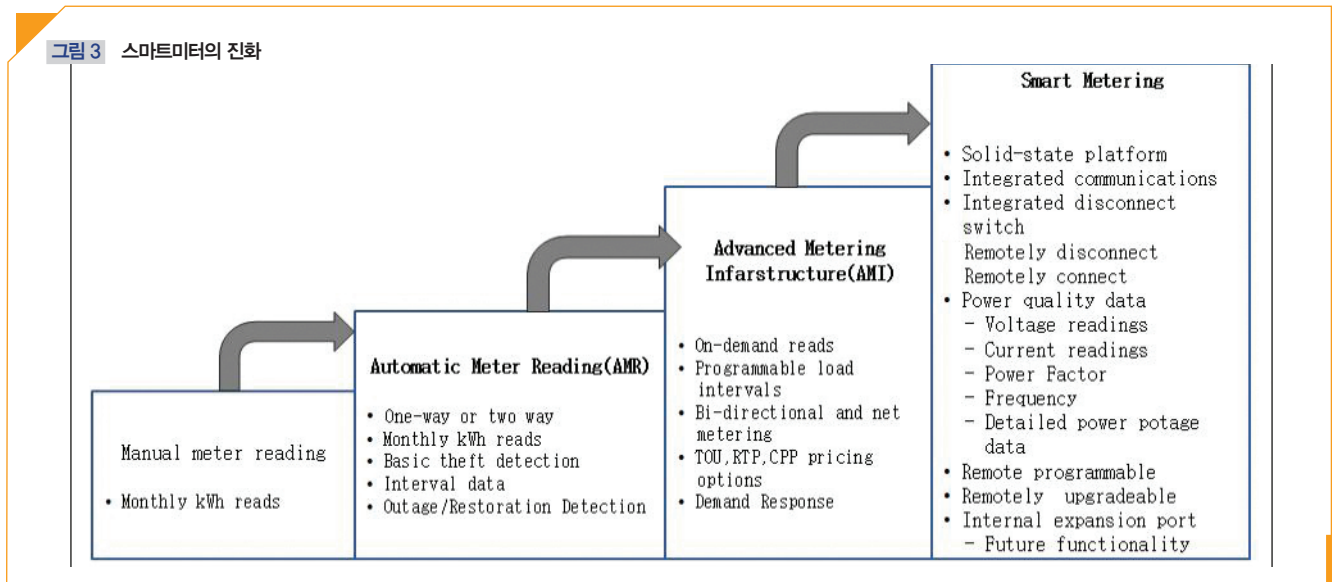 그림 3 스마트미터의 진화
Manual meter reading
• Monthly kWh reads
Automatic Meter Reading(AMR)
• One-way or two way
• Monthly kWh reads
• Basic theft detection
• Interval data
• Outage/Restoration Detection
Advanced Metering
Infarstructure(AMI)
• On-demand reads
• Programmable load
intervals
• Bi-directional and net
metering
• TOU,RTP,CPP pricing
options
• Demand Response
Smart Metering
• Solid-state platform
• Integrated communications
• Integrated disconnect
switch
Remotely disconnect
Remotely connect
• Power quality data
- Voltage readings
- Current readings
- Power Factor
- Frequency
- Detailed power potage
data
• Remote programmable
• Remotely upgradeable
• Internal expansion port
- Future functionality